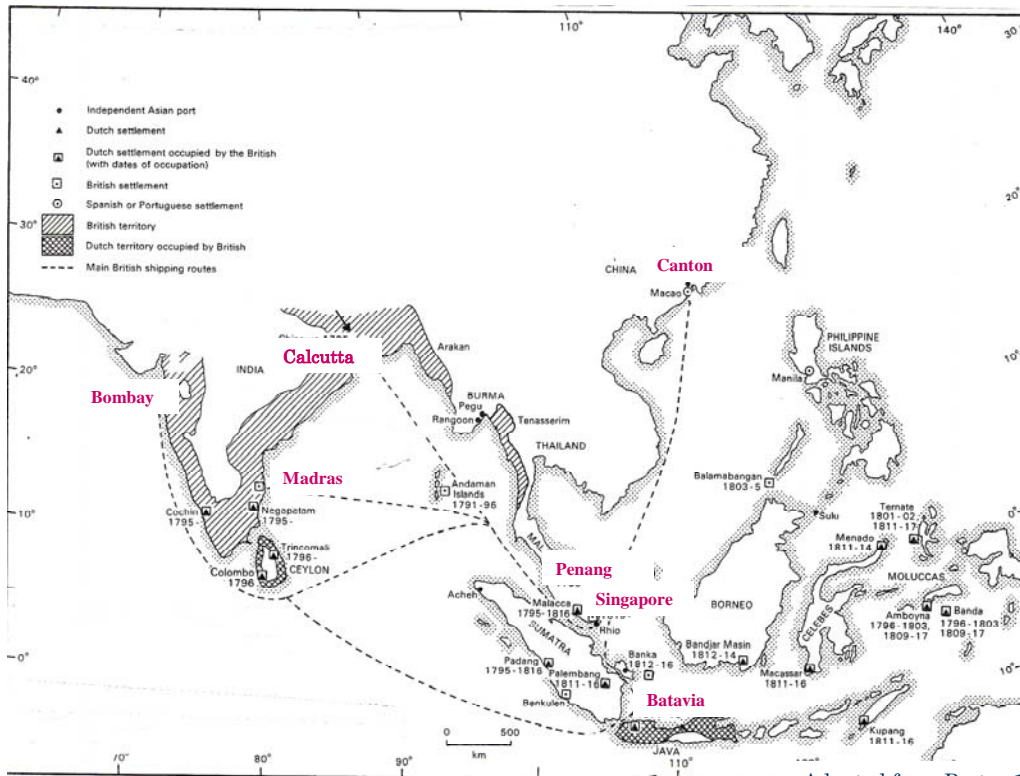 110°
140°
30
40°
Independent Asian port
Dutch settlement
Dutch settlement occupied by the British
(with dates of occupation)
British settlement
Spanish or Portuguese settlement
British territory
Dutch territory occupied by British
Main British shipping routes
30°
20°
CHINA
Canton
Macao
Arakan
PHILIPPINE
ISLANDS
Calcutta
INDIA
20°
Manila
Bombay
BURMA
Pegu
Rangoon
Tenasserim
THAILAND
Madras
Andaman
Islands
1791-96
Balamabangan
1803-5
10°
Cochin
1795-
Negapatam
1795-
Sulu
Ternate
1801-02,
1811-17
0°
Menado
1811-14
Trincomali
1796-
CEYLON
Colombo
1796
MAL
Penang
Singapore
Acheh
Malacca
1795-1816
Rhio
BORNEO
CELEBES
MOLUCCAS
Amboyna
1796-1803,
1809-17
Banda
1796-1803
1809-17
SUMATRA
0°
Padang
1795-1816
Palembang
1811-16
Banka
1812-16
Bandjar Masin
1812-14
Macassar
1811-16
10°
Benkulen
Batavia
Kupang
1811-16
0 500
km
JAVA
70°
80°
90°
110°